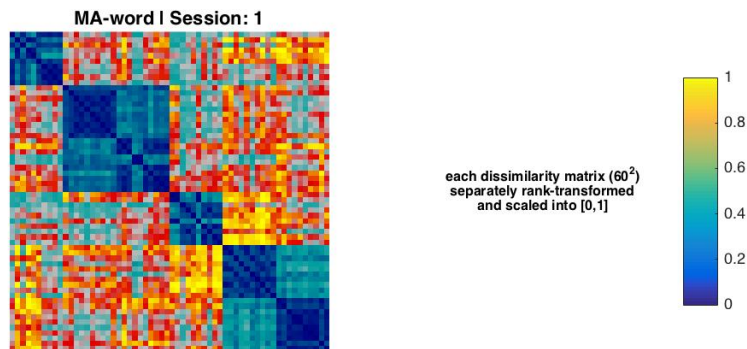 MA-word | Session: 1
each dissimilarity matrix (60²)
separately rank-transformed
and scaled into [0,1]
1
0.8
0.6
0.4
0.2
0